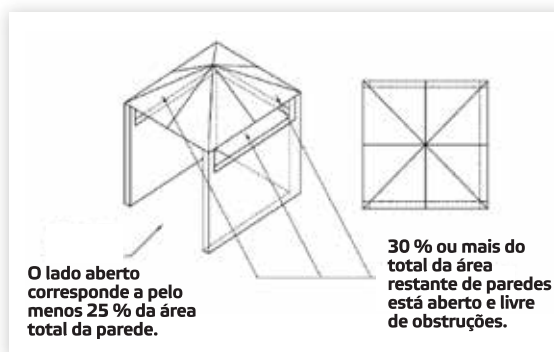 O lado aberto
corresponde a pelo
menos 25 % da área
total da parede.
30 % ou mais do
total da área
restante de paredes
está aberto e livre
de obstruções.